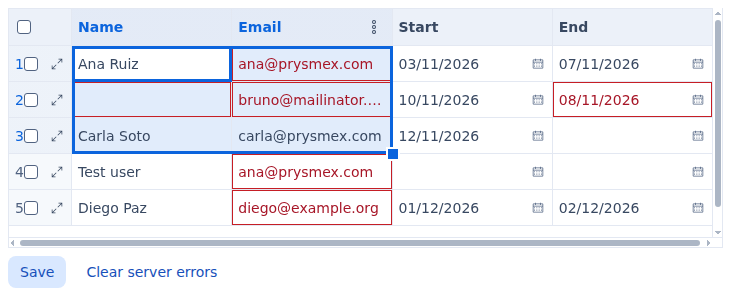 Name Email Start End
1 Ana Ruiz ana@prysmex.com 03/11/2026 07/11/2026
2 bruno@mailinator.... 10/11/2026 08/11/2026
3 Carla Soto carla@prysmex.com 12/11/2026
4 Test user ana@prysmex.com
5 Diego Paz diego@example.org 01/12/2026 02/12/2026
Save Clear server errors